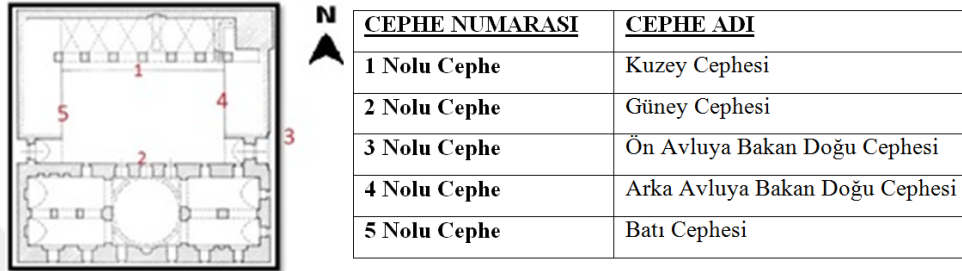 N
1
5
4
3
2
CEPHE NUMARASI CEPHE ADI
1 Nolu Cephe Kuzey Cephesi
2 Nolu Cephe Güney Cephesi
3 Nolu Cephe Ön Avluya Bakan Doğu Cephesi
4 Nolu Cephe Arka Avluya Bakan Doğu Cephesi
5 Nolu Cephe Batı Cephesi